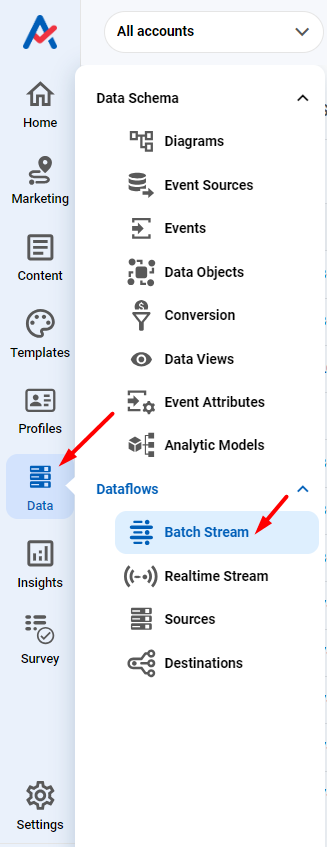 All accounts
Home
Marketing
Content
Templates
Profiles
Data
Insights
Survey
Settings
Data Schema
Diagrams
Event Sources
Events
Data Objects
Conversion
Data Views
Event Attributes
Analytic Models
Dataflows
Batch Stream
Realtime Stream
Sources
Destinations